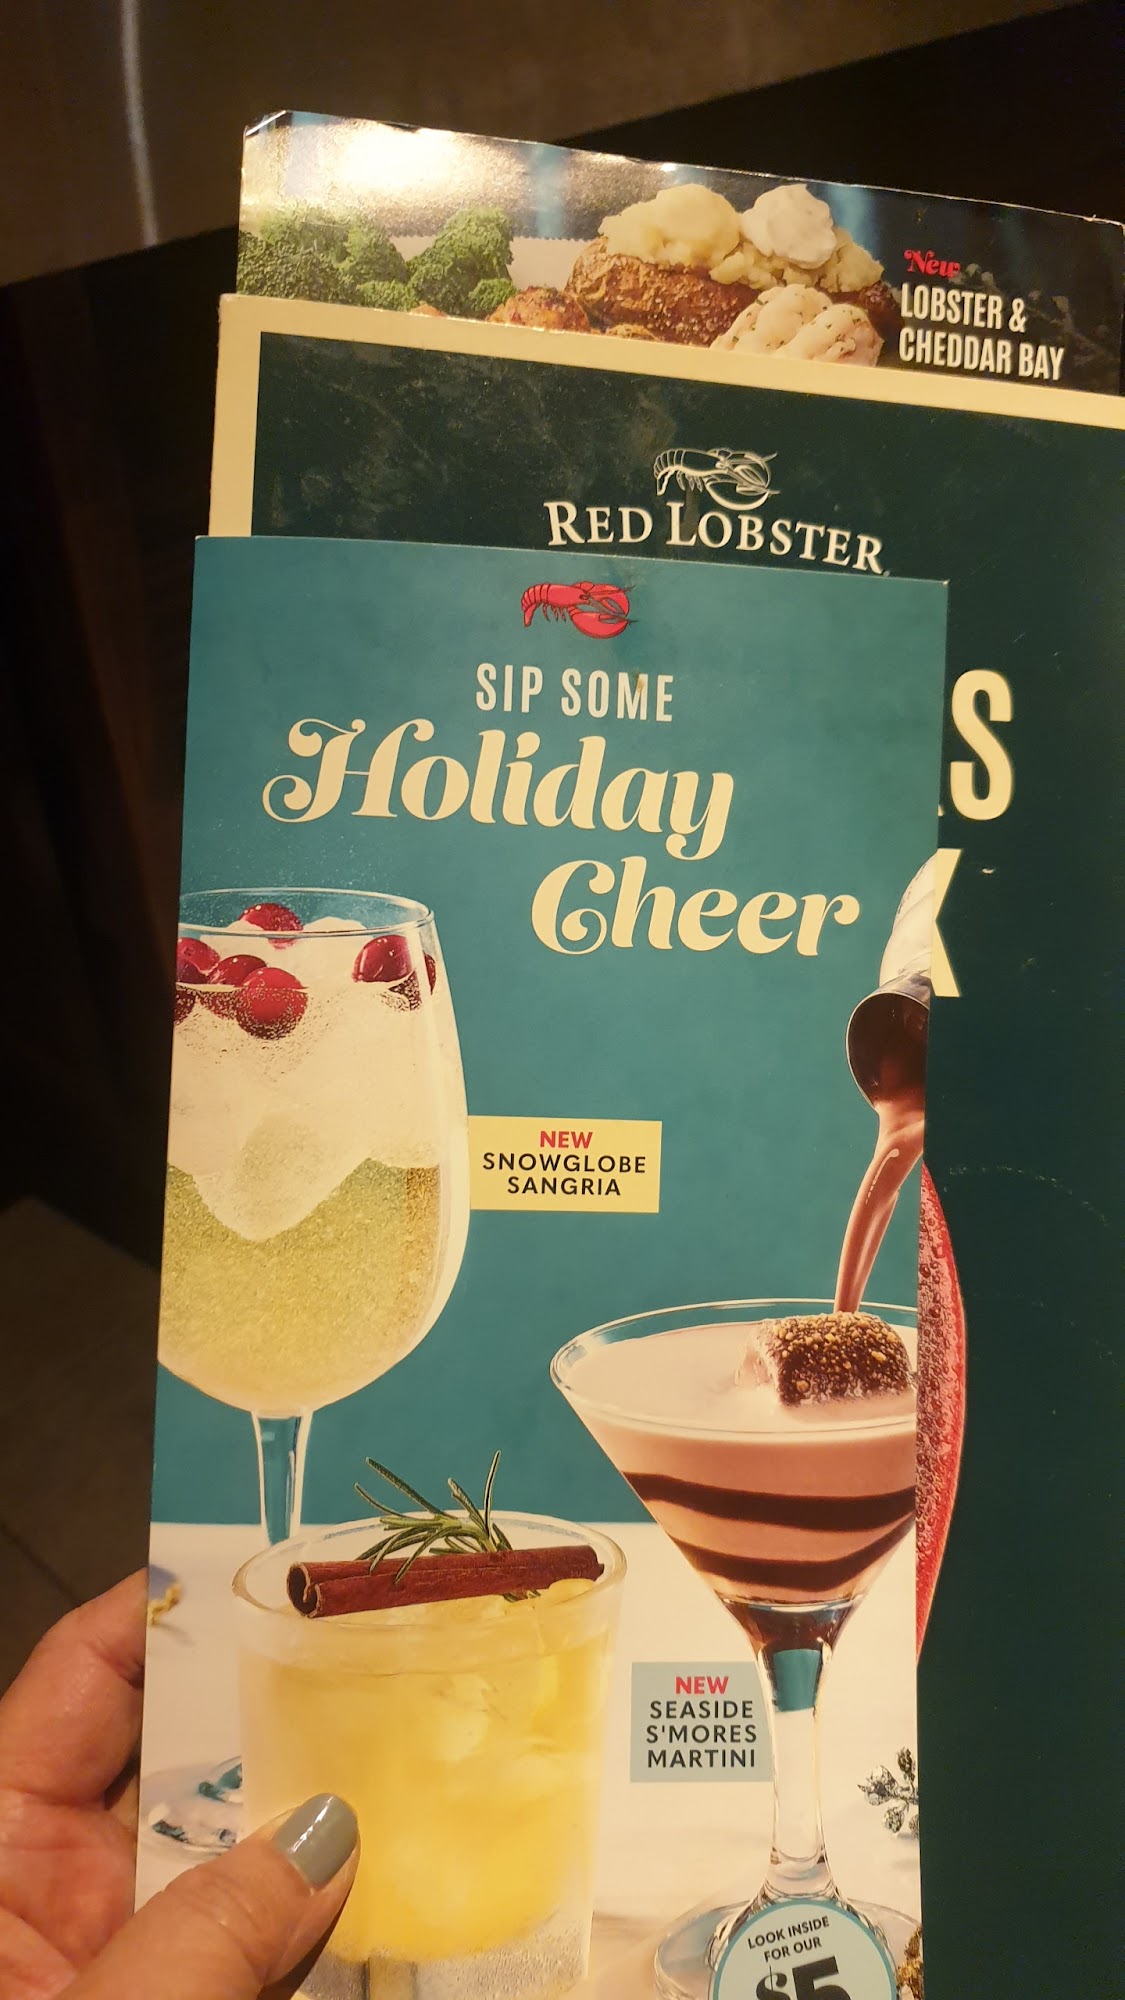 New
LOBSTER &
CHEDDAR BAY
RED LOBSTER
SIP SOME
Holiday
Cheer
NEW
SNOWGLOBE
SANGRIA
NEW
SEASIDE
S'MORES
MARTINI
LOOK INSIDE
FOR OUR
$5